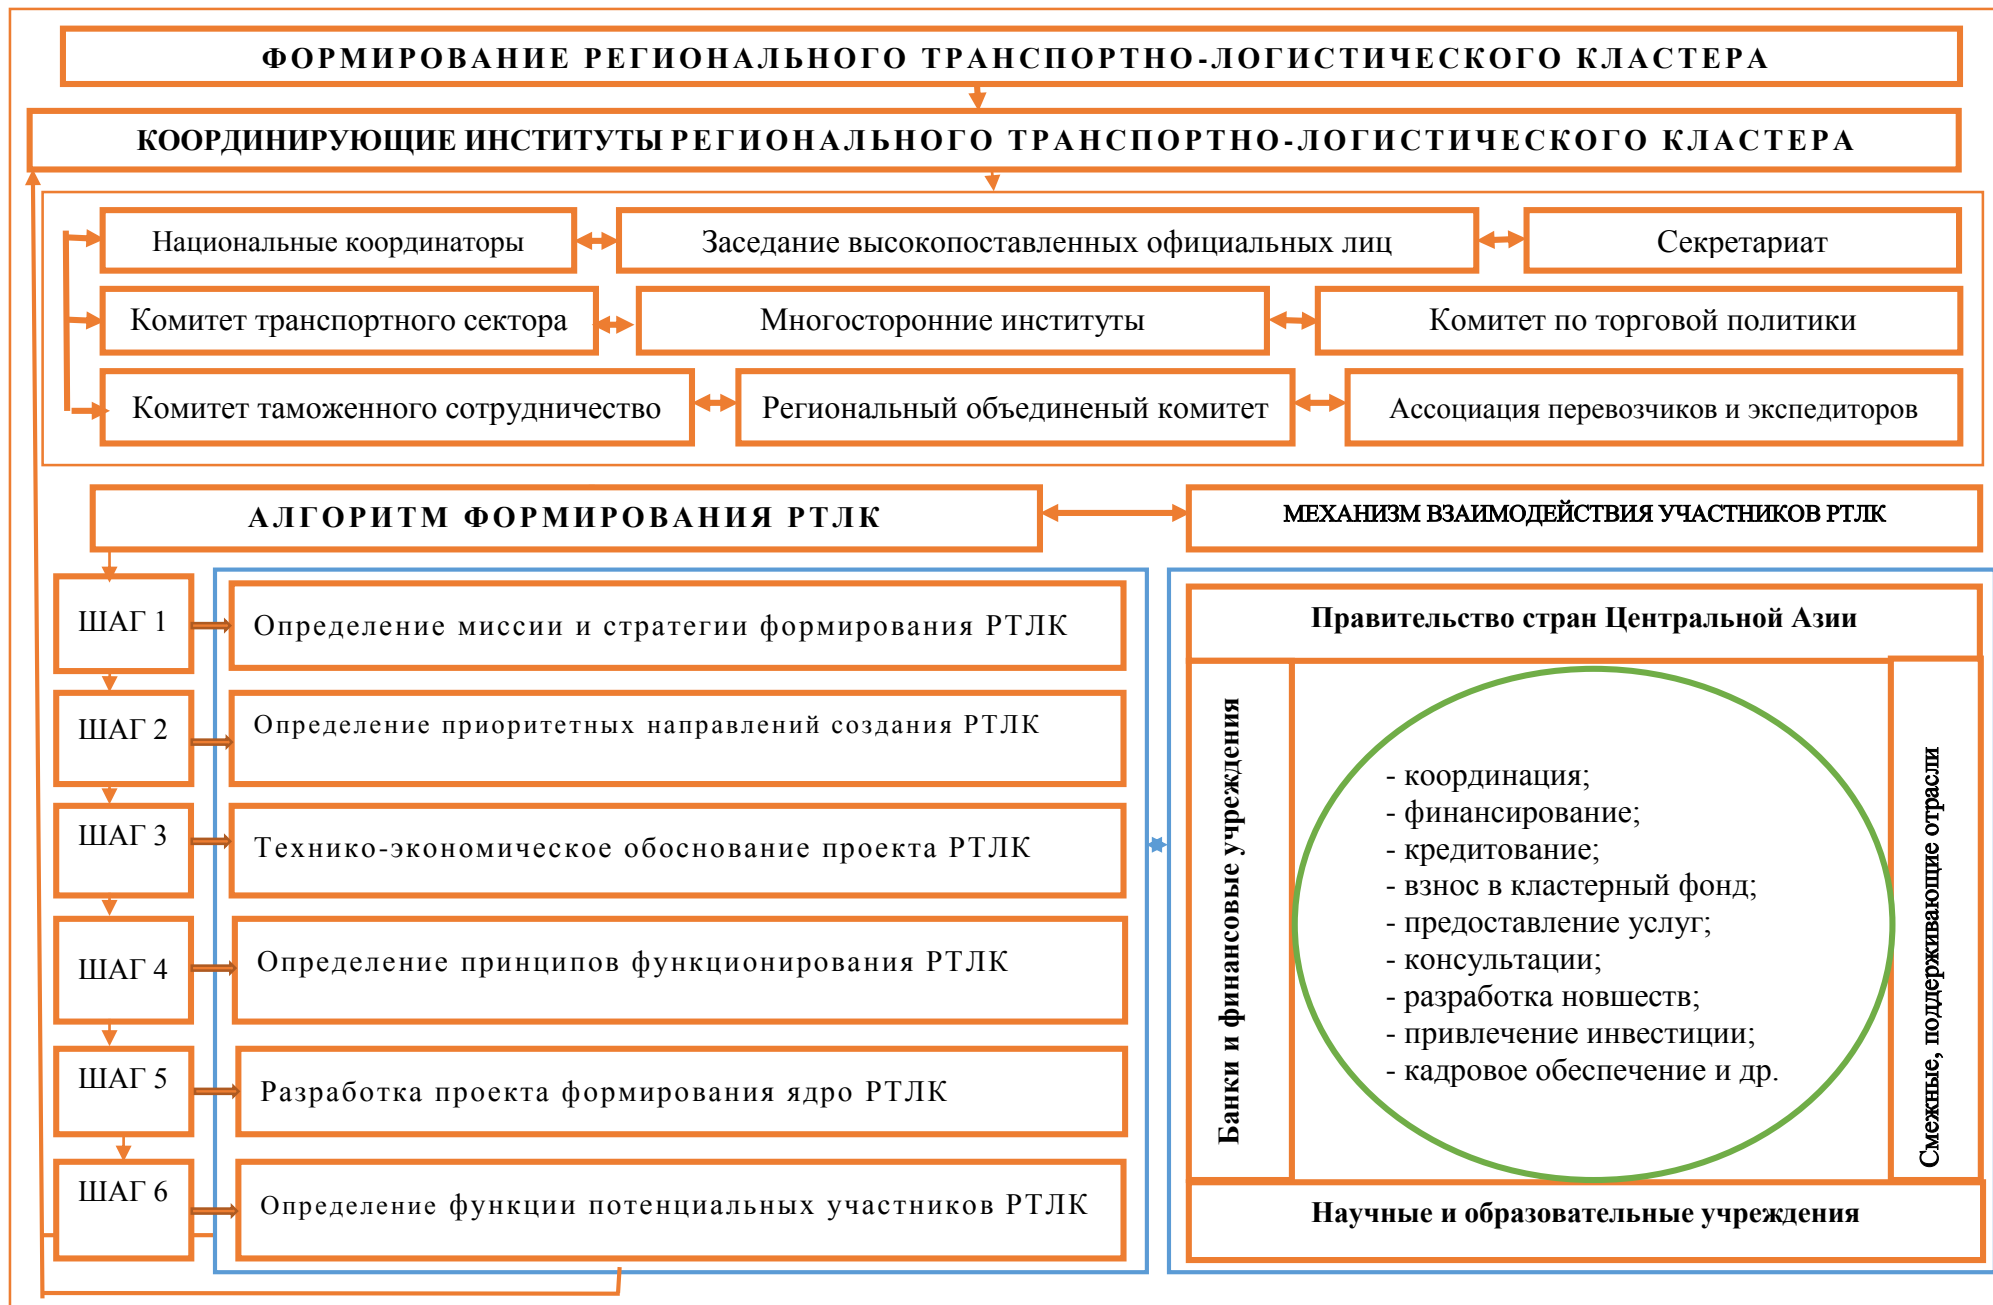 ФОРМИРОВАНИЕ РЕГИОНАЛЬНОГО ТРАНСПОРТНО-ЛОГИСТИЧЕСКОГО КЛАСТЕРА
КООРДИНИРУЮЩИЕ ИНСТИТУТЫ РЕГИОНАЛЬНОГО ТРАНСПОРТНО-ЛОГИСТИЧЕСКОГО КЛАСТЕРА
Национальные координаторы
Заседание высокопоставленных официальных лиц
Секретариат
Комитет транспортного сектора
Многосторонние институты
Комитет по торговой политики
Комитет таможенного сотрудничество
Региональный объединеный комитет
Ассоциация перевозчиков и экспедиторов
АЛГОРИТМ ФОРМИРОВАНИЯ РТЛК
МЕХАНИЗМ ВЗАИМОДЕЙСТВИЯ УЧАСТНИКОВ РТЛК
ШАГ 1
Определение миссии и стратегии формирования РТЛК
ШАГ 2
Определение приоритетных направлений создания РТЛК
ШАГ 3
Технико-экономическое обоснование проекта РТЛК
ШАГ 4
Определение принципов функционирования РТЛК
ШАГ 5
Разработка проекта формирования ядро РТЛК
ШАГ 6
Определение функции потенциальных участников РТЛК
Правительство стран Центральной Азии
Банки и финансовые учреждения
- координация;
- финансирование;
- кредитование;
- взнос в кластерный фонд;
- предоставление услуг;
- консультации;
- разработка новшеств;
- привлечение инвестиции;
- кадровое обеспечение и др.
Смежные, поддерживающие отрасли
Научные и образовательные учреждения